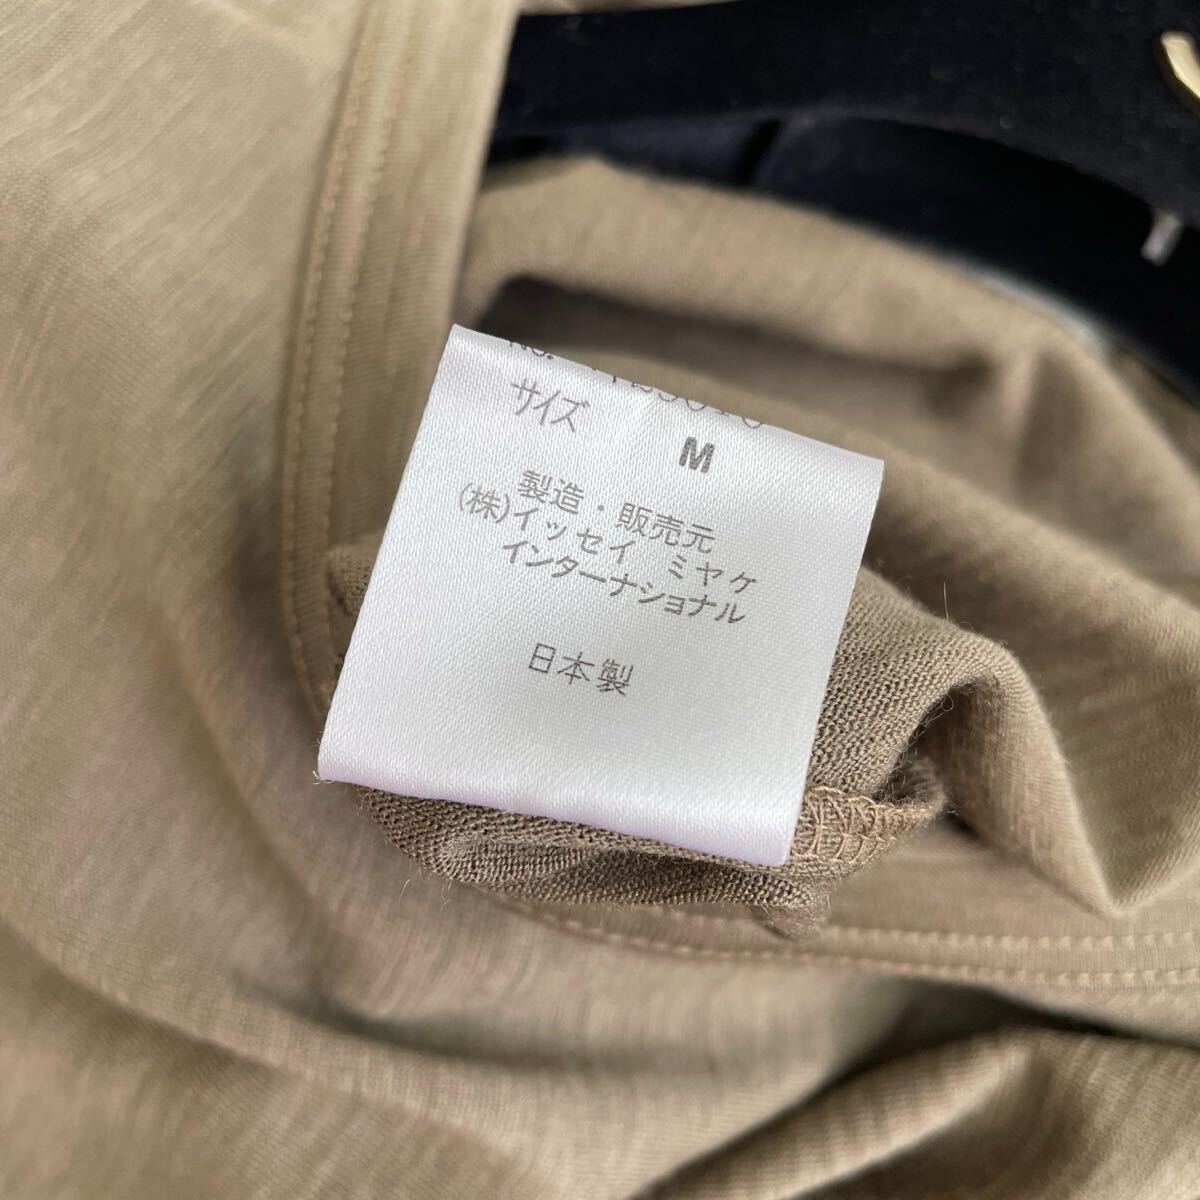 No.
サイズ
M
製造・販売元
(株)イッセイ ミヤケ
インターナショナル
日本製